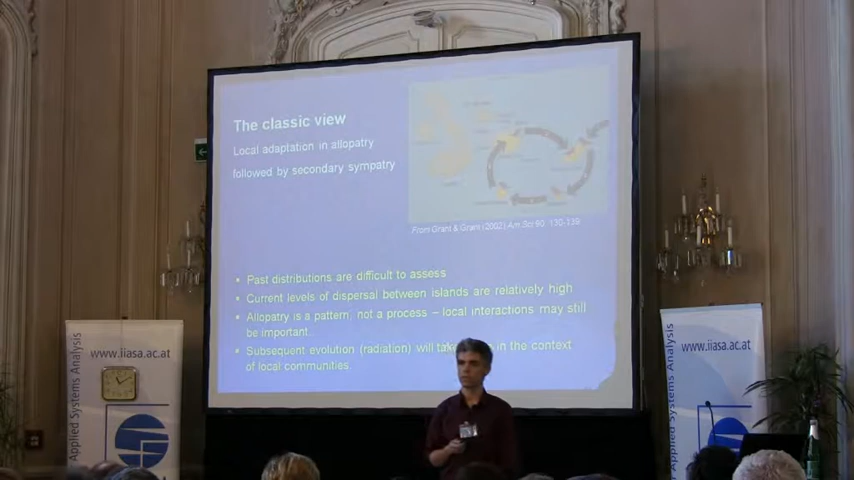 The classic view
Local adaptation in allopatry
followed by secondary sympatry
From Grant & Grant (2002) Am Sci 90: 130-139
• Past distributions are difficult to assess
• Current levels of dispersal between islands are relatively high
• Allopatry is a pattern, not a process – local interactions may still
be important.
• Subsequent evolution (radiation) will in the context
of local communities.
www.iiasa.ac.at
Applied Systems Analysis
www.iiasa.ac.at
Applied Systems Analysis